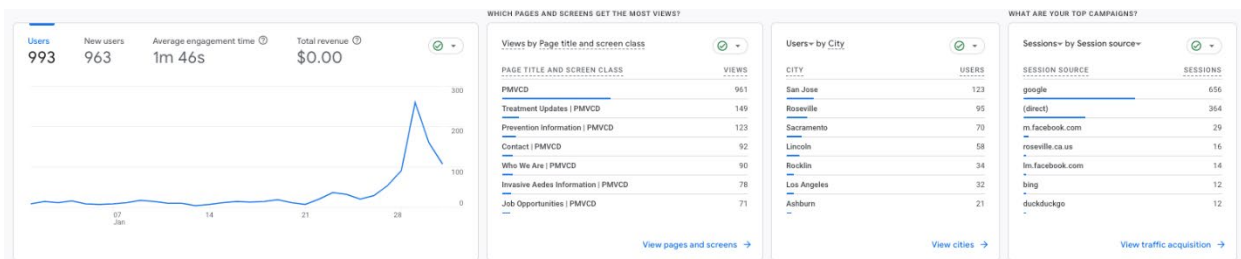 WHICH PAGES AND SCREENS GET THE MOST VIEWS?
WHAT ARE YOUR TOP CAMPAIGNS?
Users
993
New users
963
Average engagement time
1m 46s
Total revenue
$0.00
300
200
100
0
07
Jan
14
21
28
Views by Page title and screen class
PAGE TITLE AND SCREEN CLASS VIEWS
PMVCD 961
Treatment Updates | PMVCD 149
Prevention Information | PMVCD 123
Contact | PMVCD 92
Who We Are | PMVCD 90
Invasive Aedes Information | PMVCD 78
Job Opportunities | PMVCD 71
View pages and screens →
Users by City
CITY USERS
San Jose 123
Roseville 95
Sacramento 70
Lincoln 58
Rocklin 34
Los Angeles 32
Ashburn 21
View cities →
Sessions by Session source
SESSION SOURCE SESSIONS
google 656
(direct) 364
m.facebook.com 29
roseville.ca.us 16
lm.facebook.com 14
bing 12
duckduckgo 12
View traffic acquisition →